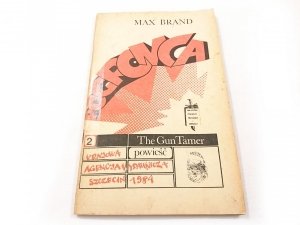 MAX BRAND
2
The Gun Tamer
powieść
KRAJOWA
AGENCJA WYDAWNICZA
SZCZECIN 1984